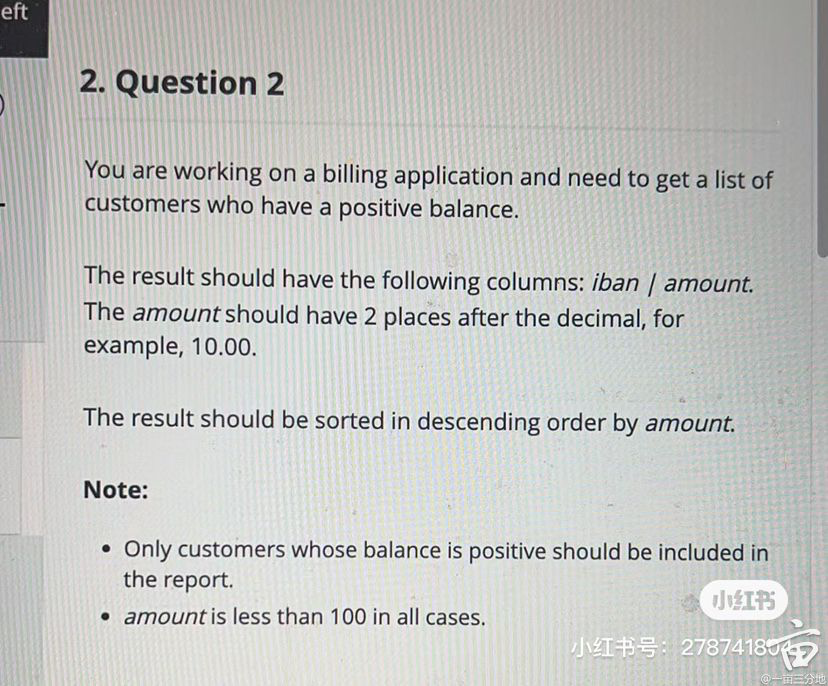 eft
2. Question 2
You are working on a billing application and need to get a list of
customers who have a positive balance.
The result should have the following columns: iban | amount.
The amount should have 2 places after the decimal, for
example, 10.00.
The result should be sorted in descending order by amount.
Note:
• Only customers whose balance is positive should be included in
the report.
• amount is less than 100 in all cases.
小红书
小红书号：278741804
亩
@一亩三分地